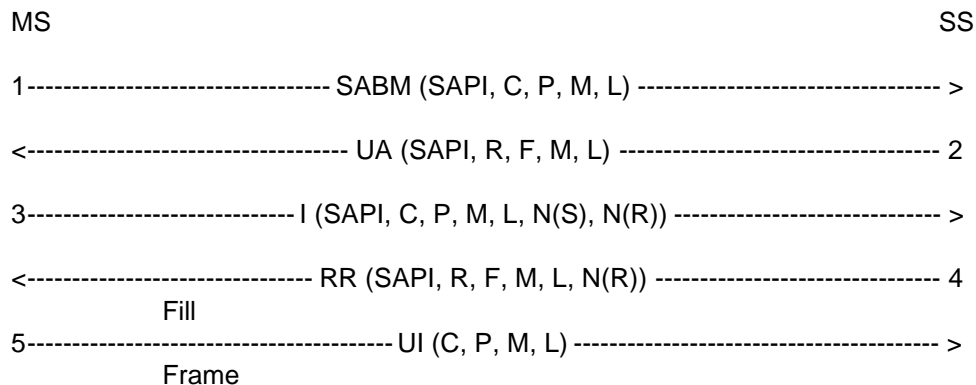 MS SS
1---------------------------------- SABM (SAPI, C, P, M, L) ---------------------------------- >
<------------------------------------ UA (SAPI, R, F, M, L) ------------------------------------ 2
3------------------------------ I (SAPI, C, P, M, L, N(S), N(R)) ------------------------------ >
<-------------------------------- RR (SAPI, R, F, M, L, N(R)) -------------------------------- 4
Fill
5----------------------------------------- UI (C, P, M, L) ----------------------------------------- >
Frame